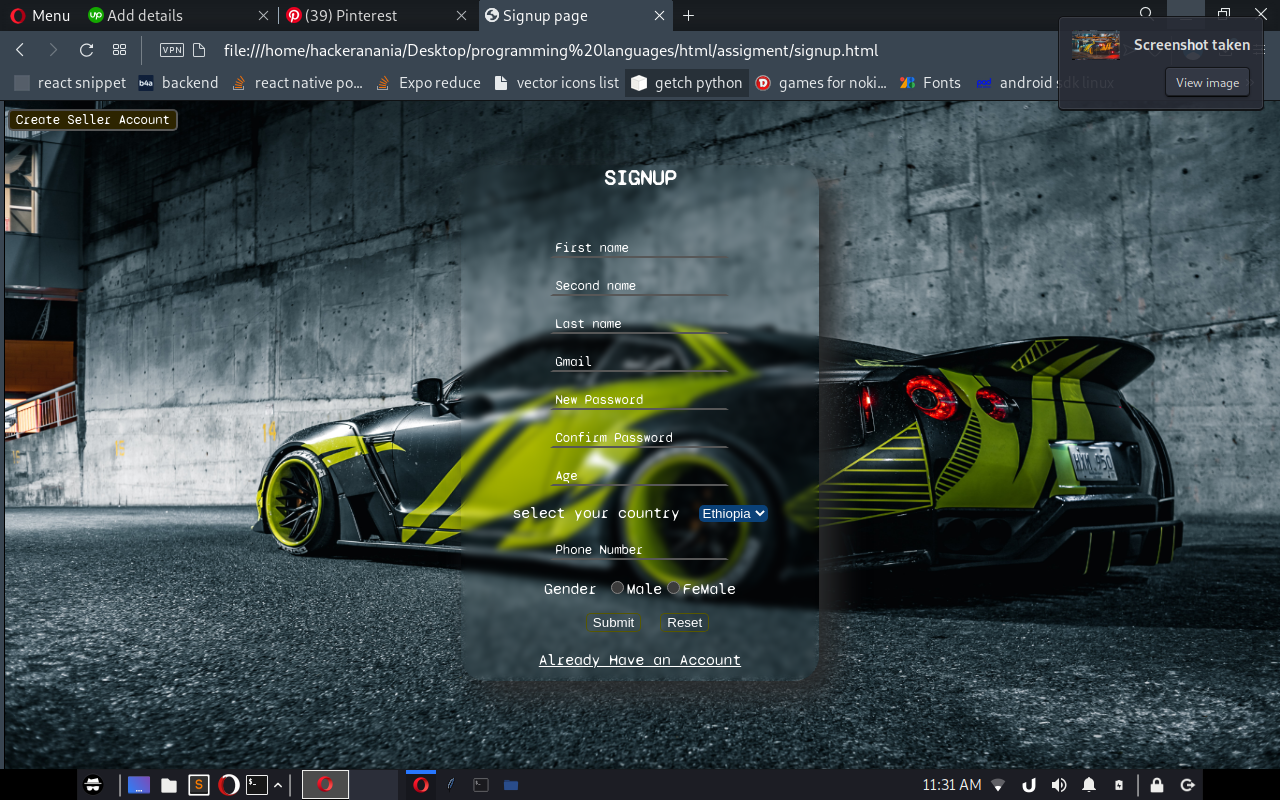 Menu
Add details
(39) Pinterest
Signup page
VPN
file:///home/hackeranania/Desktop/programming%20languages/html/assigment/signup.html
Screenshot taken
View image
react snippet
b4a
backend
react native po...
Expo reduce
vector icons list
getch python
games for noki...
Fonts
android sdk linux
Create Seller Account
SIGNUP
First name
Second name
Last name
Gmail
New Password
Confirm Password
Age
select your country Ethiopia
Phone Number
Gender Male FeMale
Submit Reset
Already Have an Account
14
15
11:31 AM